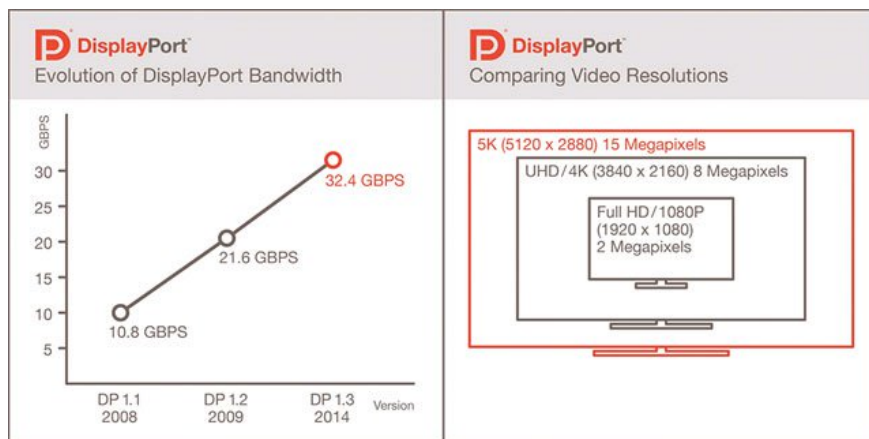 DisplayPort™
Evolution of DisplayPort Bandwidth
GBPS
30
25
20
15
10
5
10.8 GBPS
21.6 GBPS
32.4 GBPS
DP 1.1
2008
DP 1.2
2009
DP 1.3
2014
Version
DisplayPort™
Comparing Video Resolutions
5K (5120 x 2880) 15 Megapixels
UHD/4K (3840 x 2160) 8 Megapixels
Full HD/1080P
(1920 x 1080)
2 Megapixels